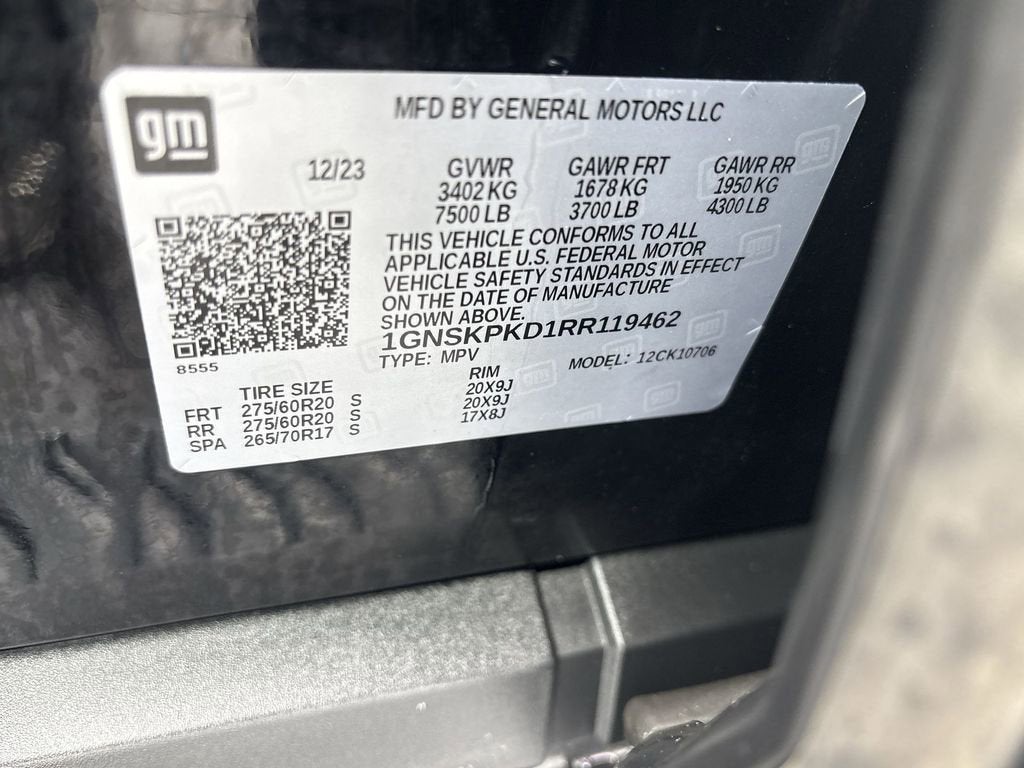 gm
MFD BY GENERAL MOTORS LLC
12/23 GVWR GAWR FRT GAWR RR
3402 KG 1678 KG 1950 KG
7500 LB 3700 LB 4300 LB
THIS VEHICLE CONFORMS TO ALL
APPLICABLE U.S. FEDERAL MOTOR
VEHICLE SAFETY STANDARDS IN EFFECT
ON THE DATE OF MANUFACTURE
SHOWN ABOVE.
1GNSKPKD1RR119462
TYPE: MPV MODEL: 12CK10706
8555
TIRE SIZE RIM
FRT 275/60R20 S 20X9J
RR 275/60R20 S 20X9J
SPA 265/70R17 S 17X8J